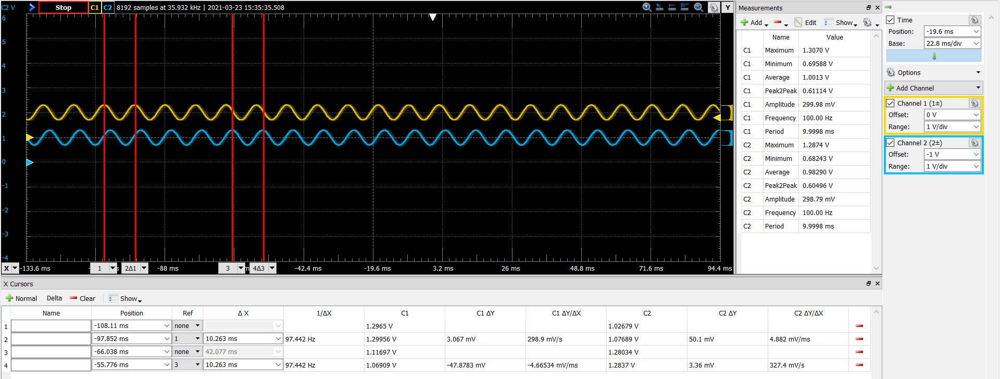 C2 V Stop C1 C2 8192 samples at 35.932 kHz | 2021-03-23 15:35:35.508 Y
6
5
4
3
2
1
0
-1
-2
-3
-4
X -133.6 ms 1 2Δ1 -88 ms 3 4Δ3 -42.4 ms -19.6 ms 3.2 ms 26 ms 48.8 ms 71.6 ms 94.4 ms
Measurements
Add Edit Show
Name Value
C1 Maximum 1.3070 V
C1 Minimum 0.69588 V
C1 Average 1.0013 V
C1 Peak2Peak 0.61114 V
C1 Amplitude 299.98 mV
C1 Frequency 100.00 Hz
C1 Period 9.9998 ms
C2 Maximum 1.2874 V
C2 Minimum 0.68243 V
C2 Average 0.98290 V
C2 Peak2Peak 0.60496 V
C2 Amplitude 298.79 mV
C2 Frequency 100.00 Hz
C2 Period 9.9998 ms
Time
Position: -19.6 ms
Base: 22.8 ms/div
Options
Add Channel
Channel 1 (1±)
Offset: 0 V
Range: 1 V/div
Channel 2 (2±)
Offset: -1 V
Range: 1 V/div
X Cursors
Normal Delta Clear Show
Name Position Ref Δ X 1/ΔX C1 C1 ΔY C1 ΔY/ΔX C2 C2 ΔY C2 ΔY/ΔX
1 -108.11 ms none 1.2965 V 1.02679 V
2 -97.852 ms 1 10.263 ms 97.442 Hz 1.29956 V 3.067 mV 298.9 mV/s 1.07689 V 50.1 mV 4.882 mV/ms
3 -66.038 ms none 42.077 ms 1.11697 V 1.28034 V
4 -55.776 ms 3 10.263 ms 97.442 Hz 1.06909 V -47.8783 mV -4.66534 mV/ms 1.2837 V 3.36 mV 327.4 mV/s